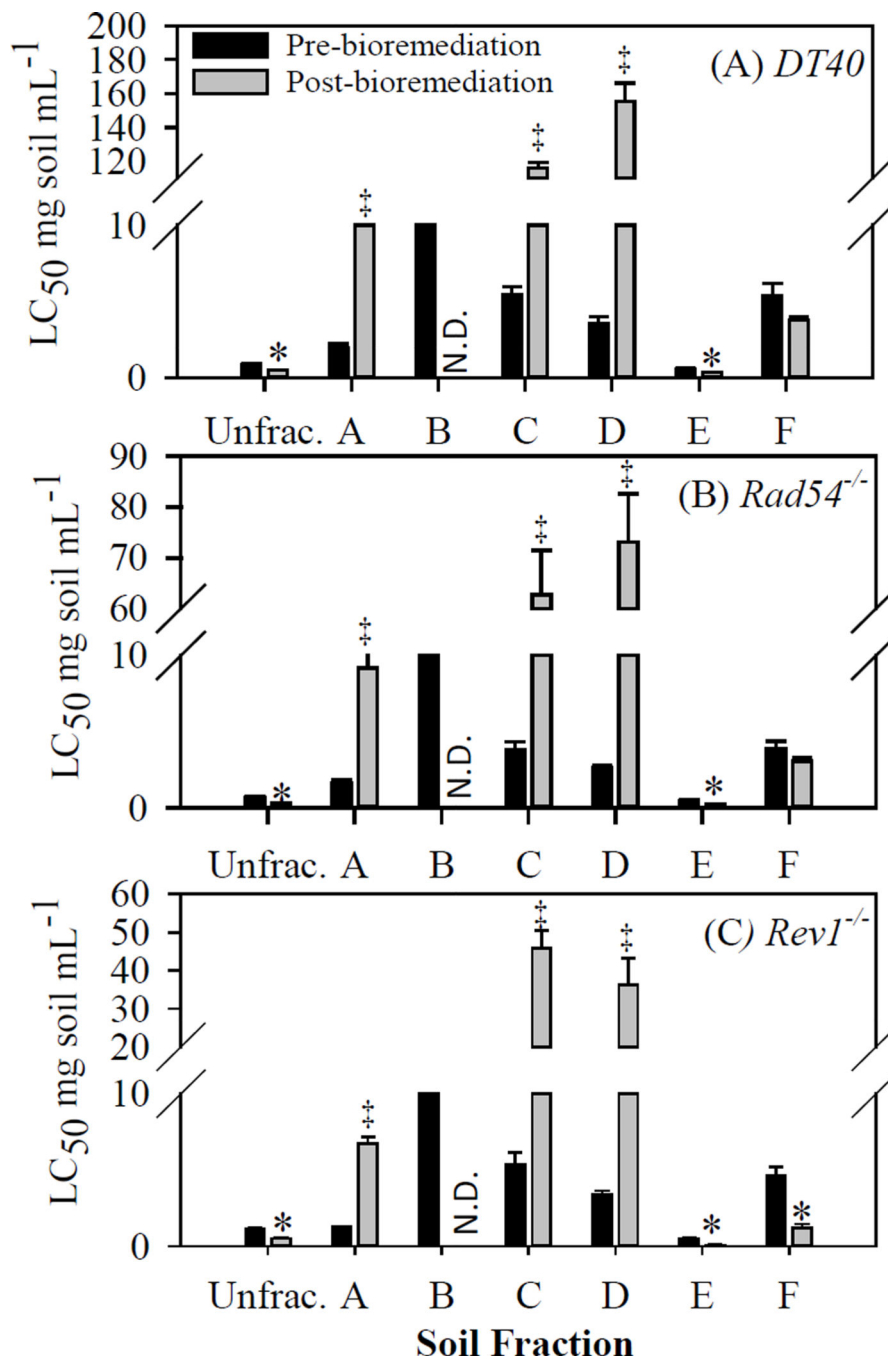 200
180
160
140
120
10
0
LC50 mg soil mL-1
Pre-bioremediation
Post-bioremediation
(A) DT40
‡ ‡ ‡
* N.D. *
Unfrac. A B C D E F
90
80
70
60
10
0
LC50 mg soil mL-1
(B) Rad54-/-
‡ ‡ ‡
* N.D. *
Unfrac. A B C D E F
60
50
40
30
20
10
0
LC50 mg soil mL-1
(C) Rev1-/-
‡ ‡ ‡
* N.D. * *
Unfrac. A B C D E F
Soil Fraction